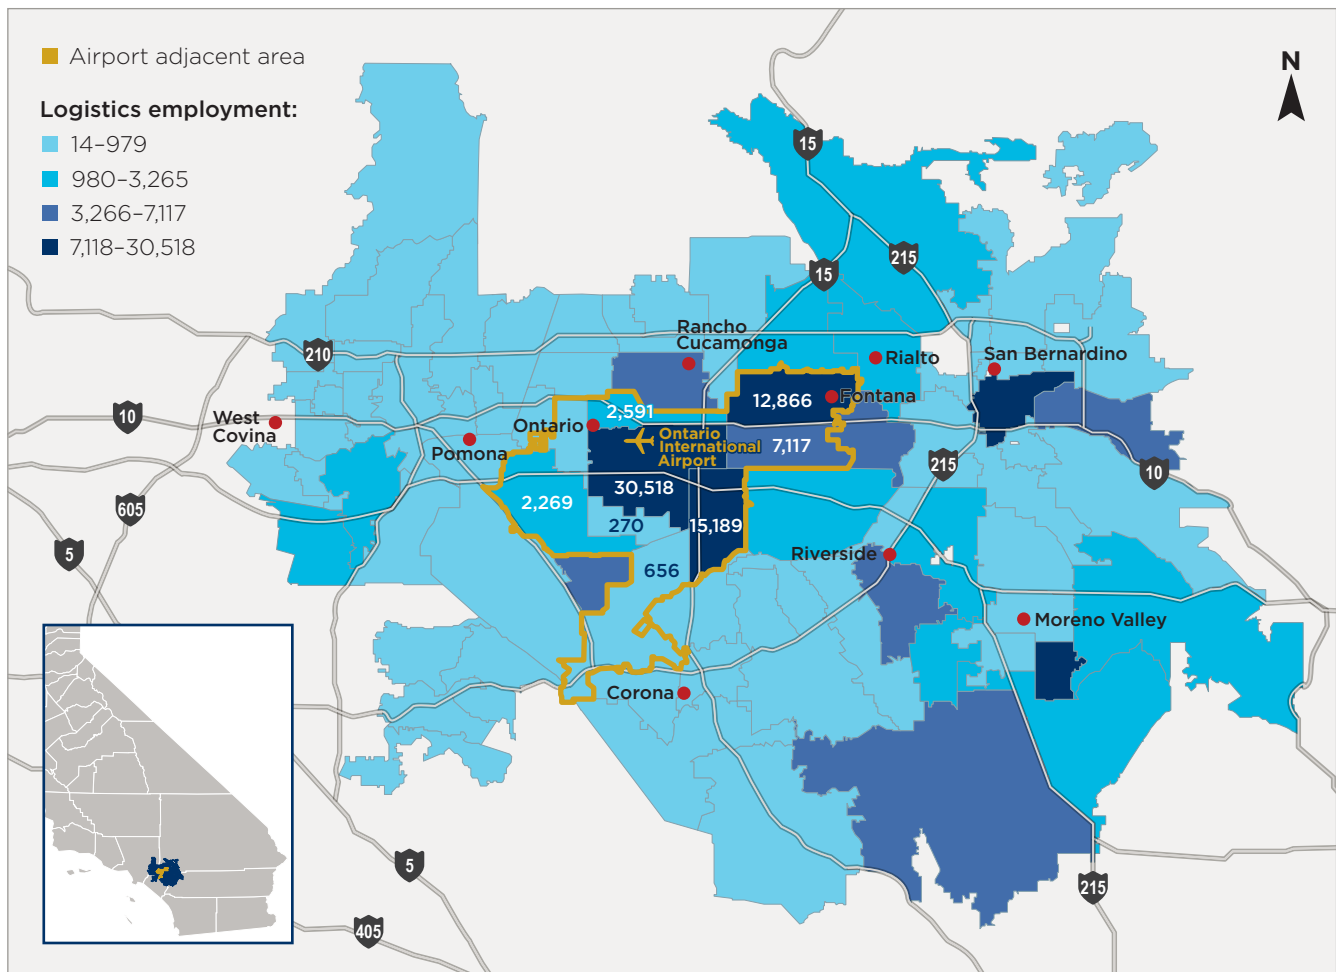 Airport adjacent area
Logistics employment:
14–979
980–3,265
3,266–7,117
7,118–30,518
N
15
215
15
Rancho
Cucamonga
210
Rialto
San Bernardino
12,866
Fontana
2,591
10
West
Covina
Ontario
Pomona
Ontario
International
Airport
7,117
215
10
30,518
2,269
605
270
15,189
5
Riverside
656
Moreno Valley
Corona
5
215
405